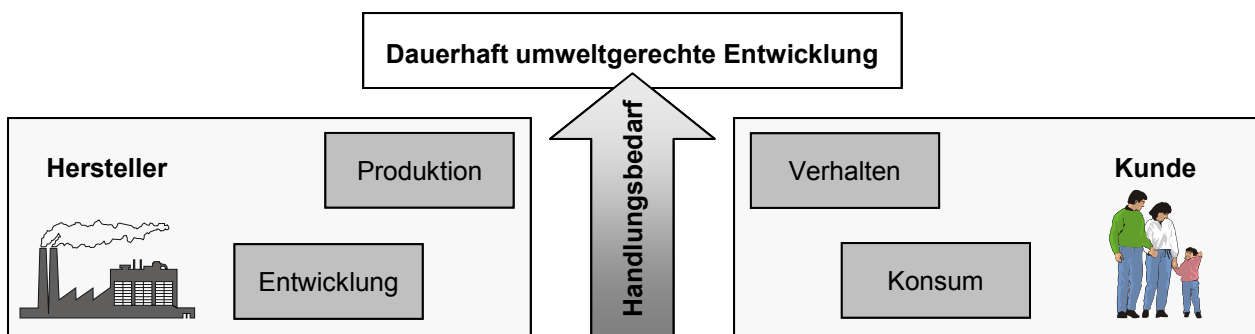 Dauerhaft umweltgerechte Entwicklung
Hersteller
Produktion
Entwicklung
Handlungsbedarf
Verhalten
Kunde
Konsum